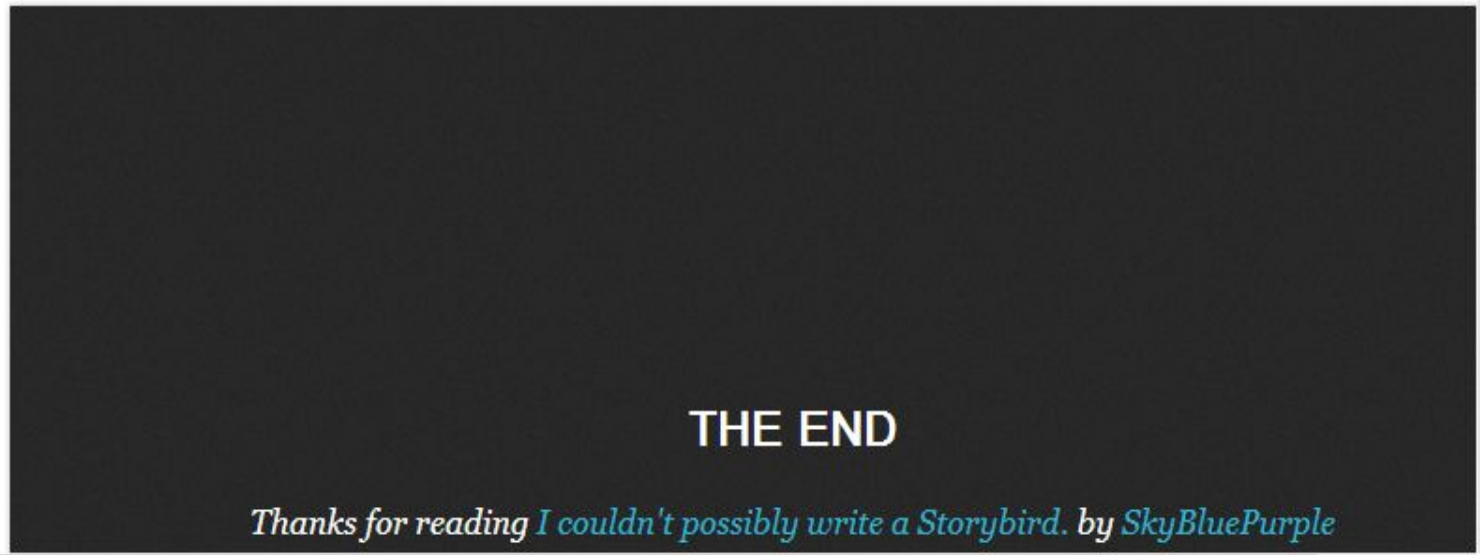 THE END
Thanks for reading I couldn't possibly write a Storybird. by SkyBluePurple